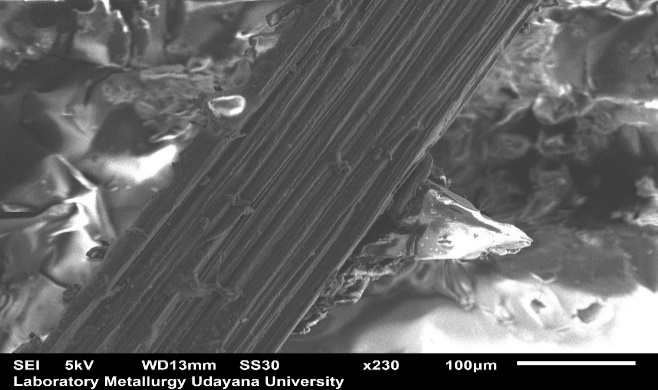 SEI 5kV WD13mm SS30 x230 100µm
Laboratory Metallurgy Udayana University